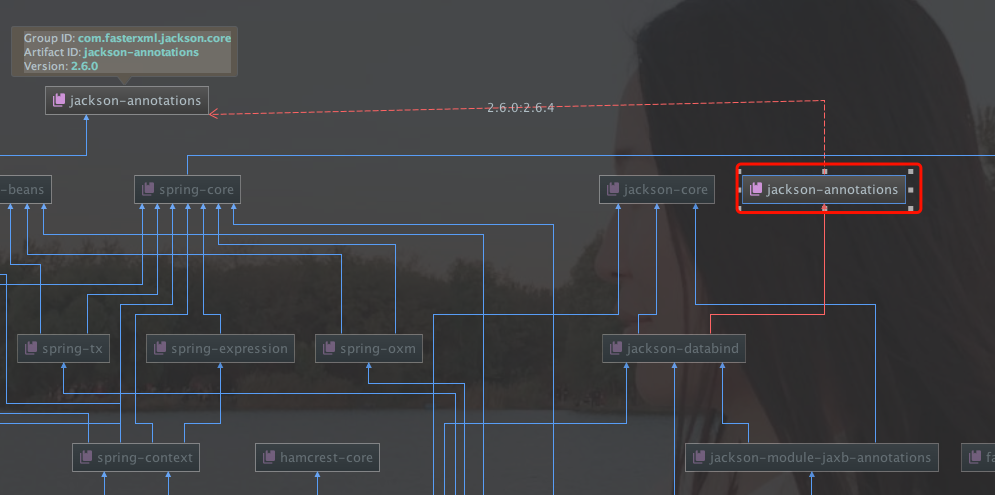 Group ID: com.fasterxml.jackson.core
Artifact ID: jackson-annotations
Version: 2.6.0
jackson-annotations
2.6.0:2.6.4
-beans
spring-core
jackson-core
jackson-annotations
spring-tx
spring-expression
spring-oxm
jackson-databind
spring-context
hamcrest-core
jackson-module-jaxb-annotations